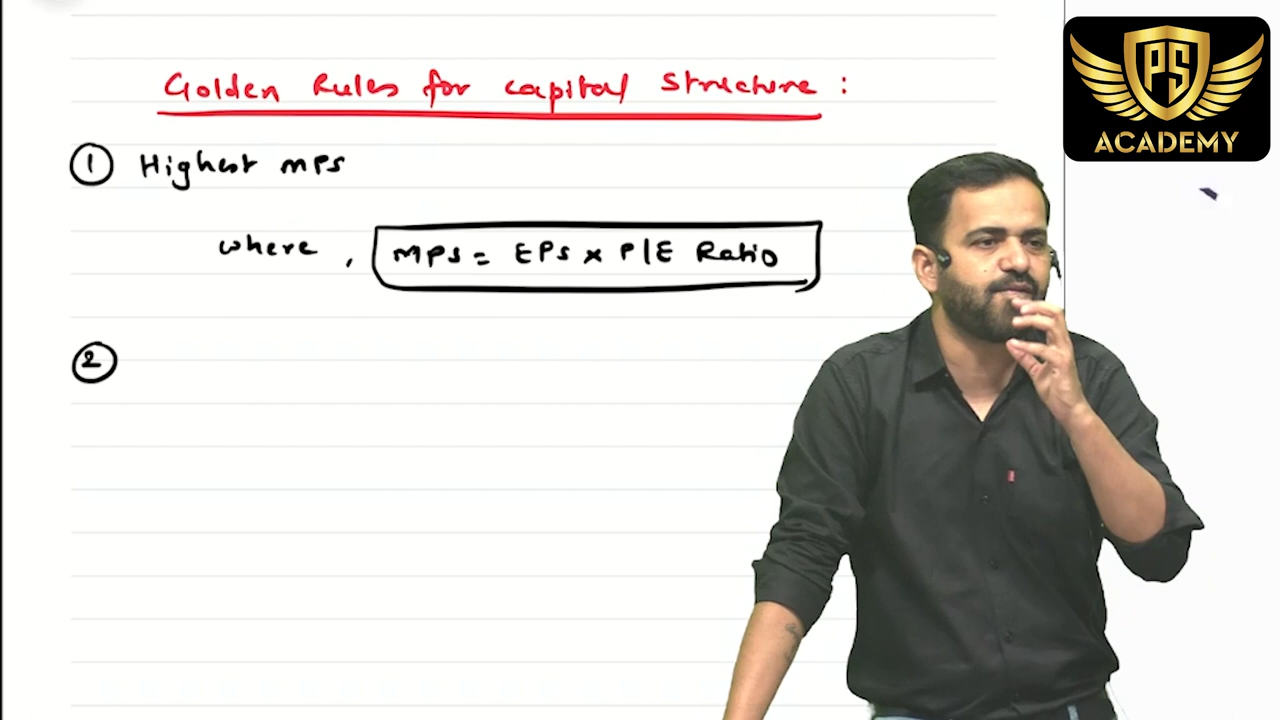 Golden Rules for capital structure :
① Highest MPS
where , MPS = EPS x P/E Ratio
②
PS
ACADEMY